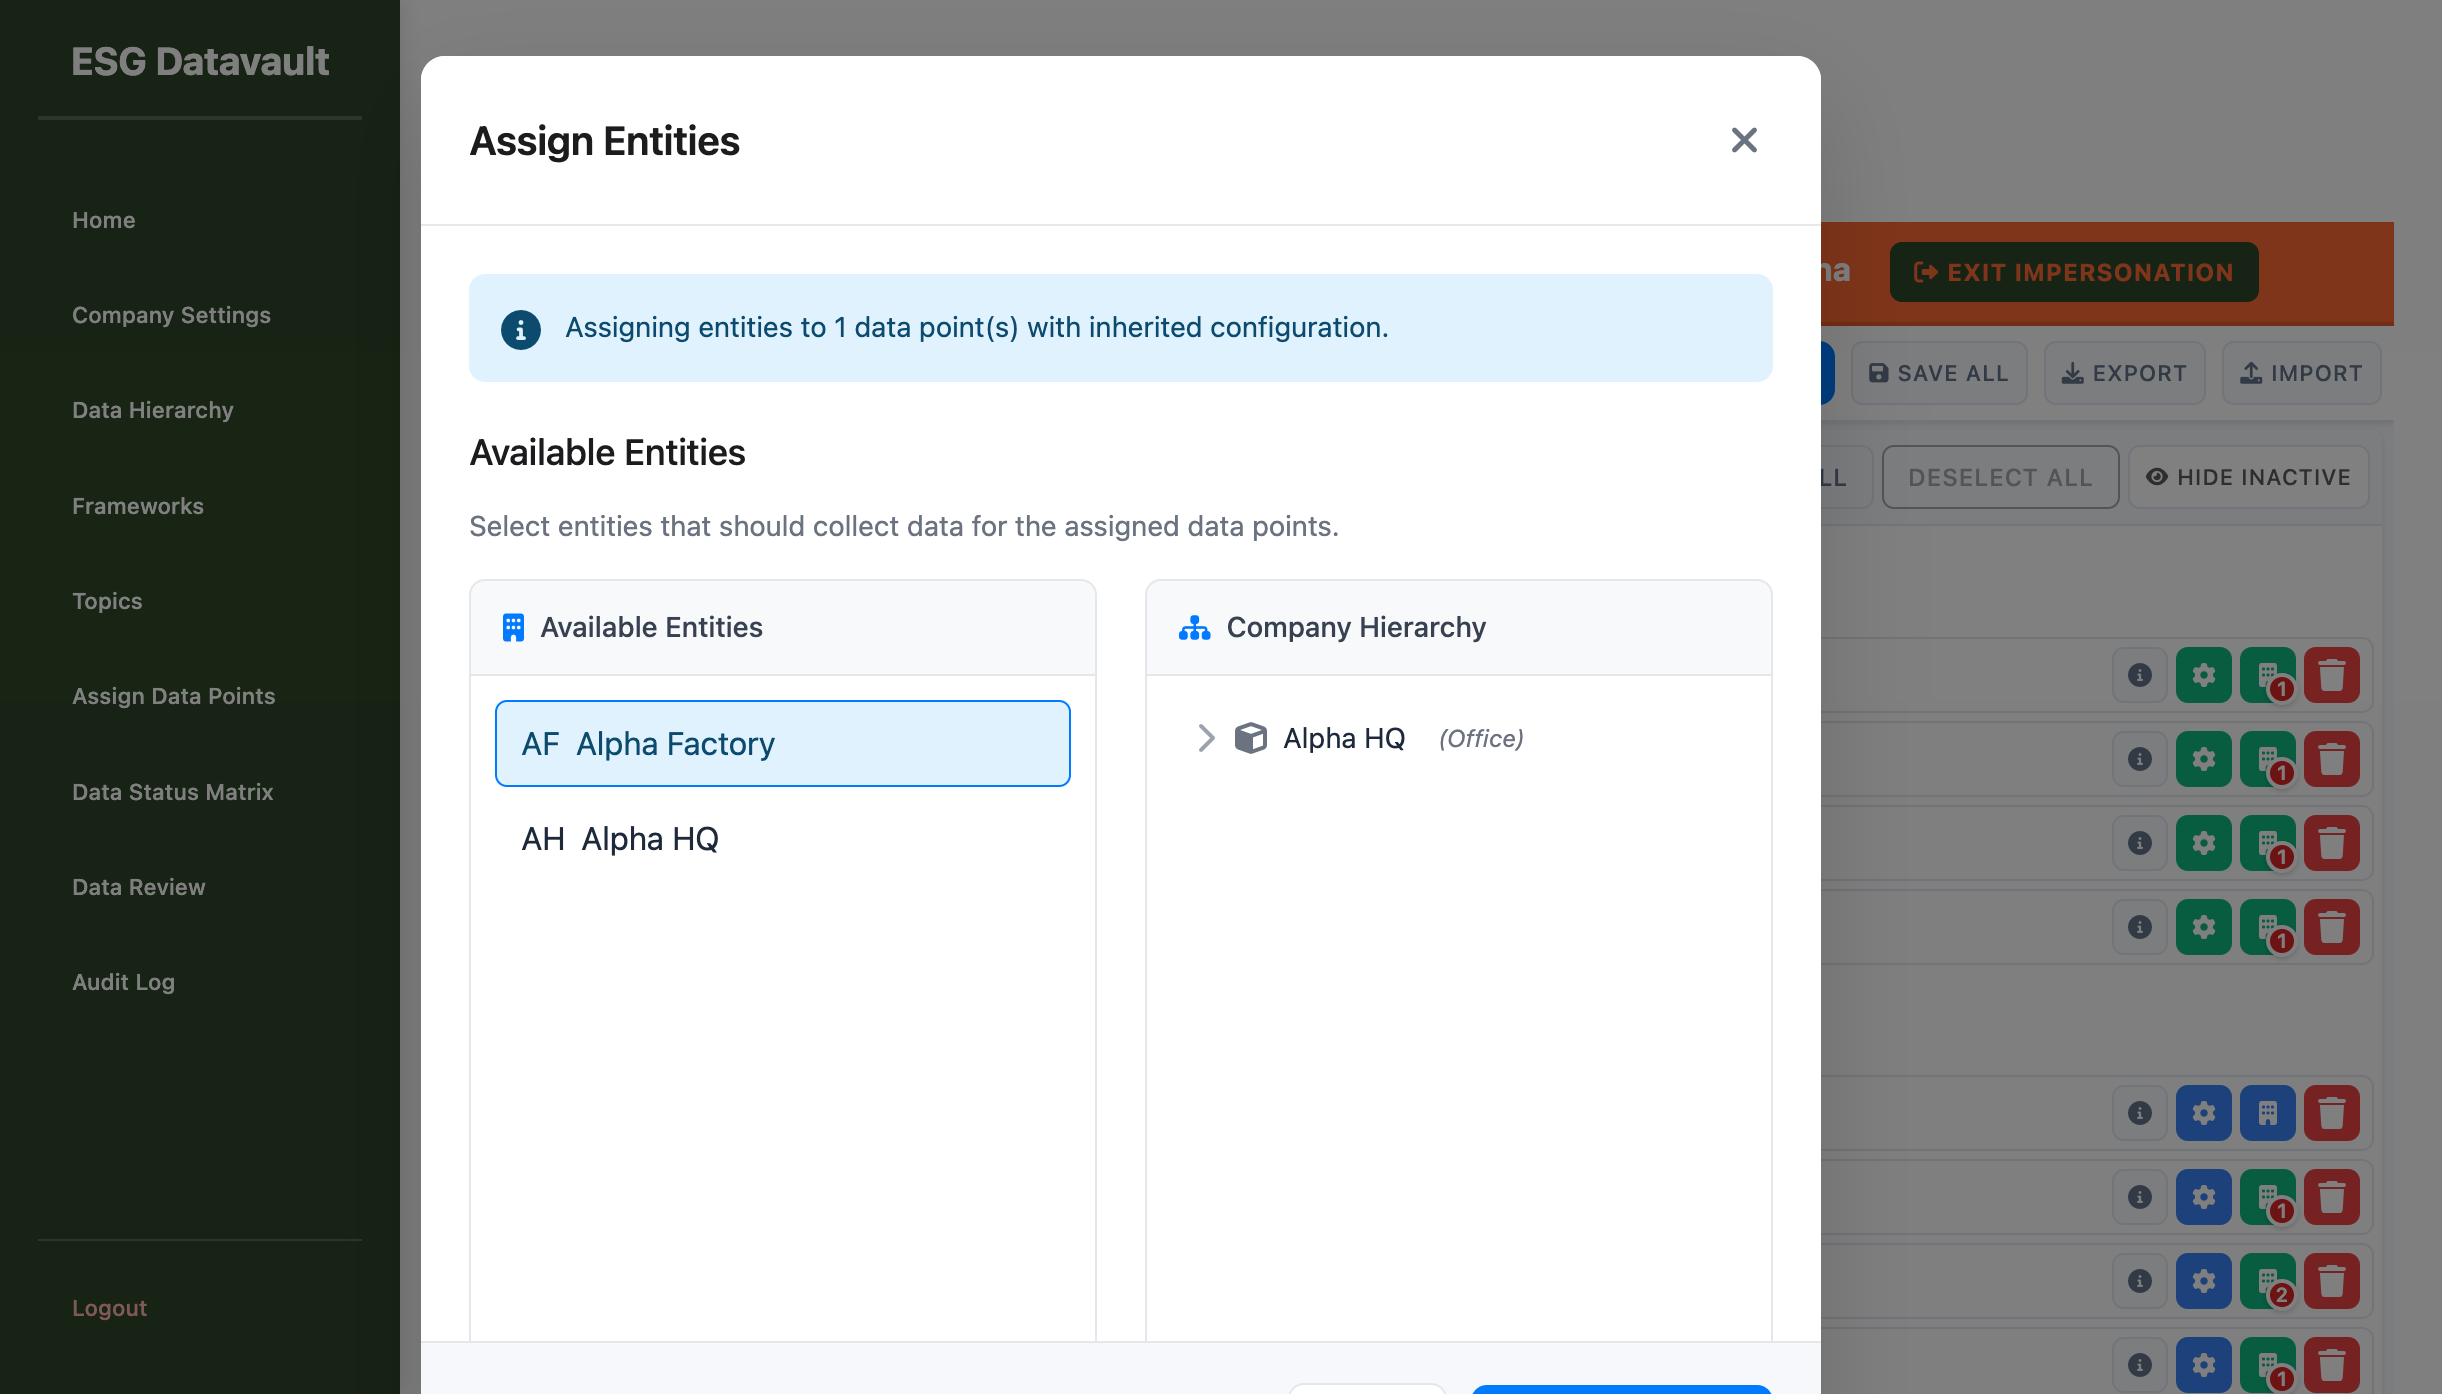 ESG Datavault
Home
Company Settings
Data Hierarchy
Frameworks
Topics
Assign Data Points
Data Status Matrix
Data Review
Audit Log
Logout
Assign Entities
Assigning entities to 1 data point(s) with inherited configuration.
Available Entities
Select entities that should collect data for the assigned data points.
Available Entities
AF Alpha Factory
AH Alpha HQ
Company Hierarchy
Alpha HQ (Office)
EXIT IMPERSONATION
SAVE ALL
EXPORT
IMPORT
DESELECT ALL
HIDE INACTIVE
1
1
1
1
1
2
1